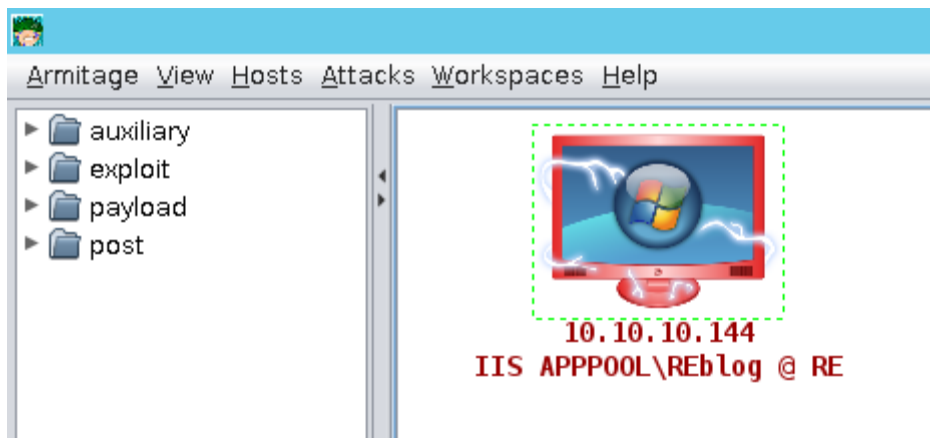 Armitage View Hosts Attacks Workspaces Help
auxiliary
exploit
payload
post
10.10.10.144
IIS APPPOOL\REblog @ RE